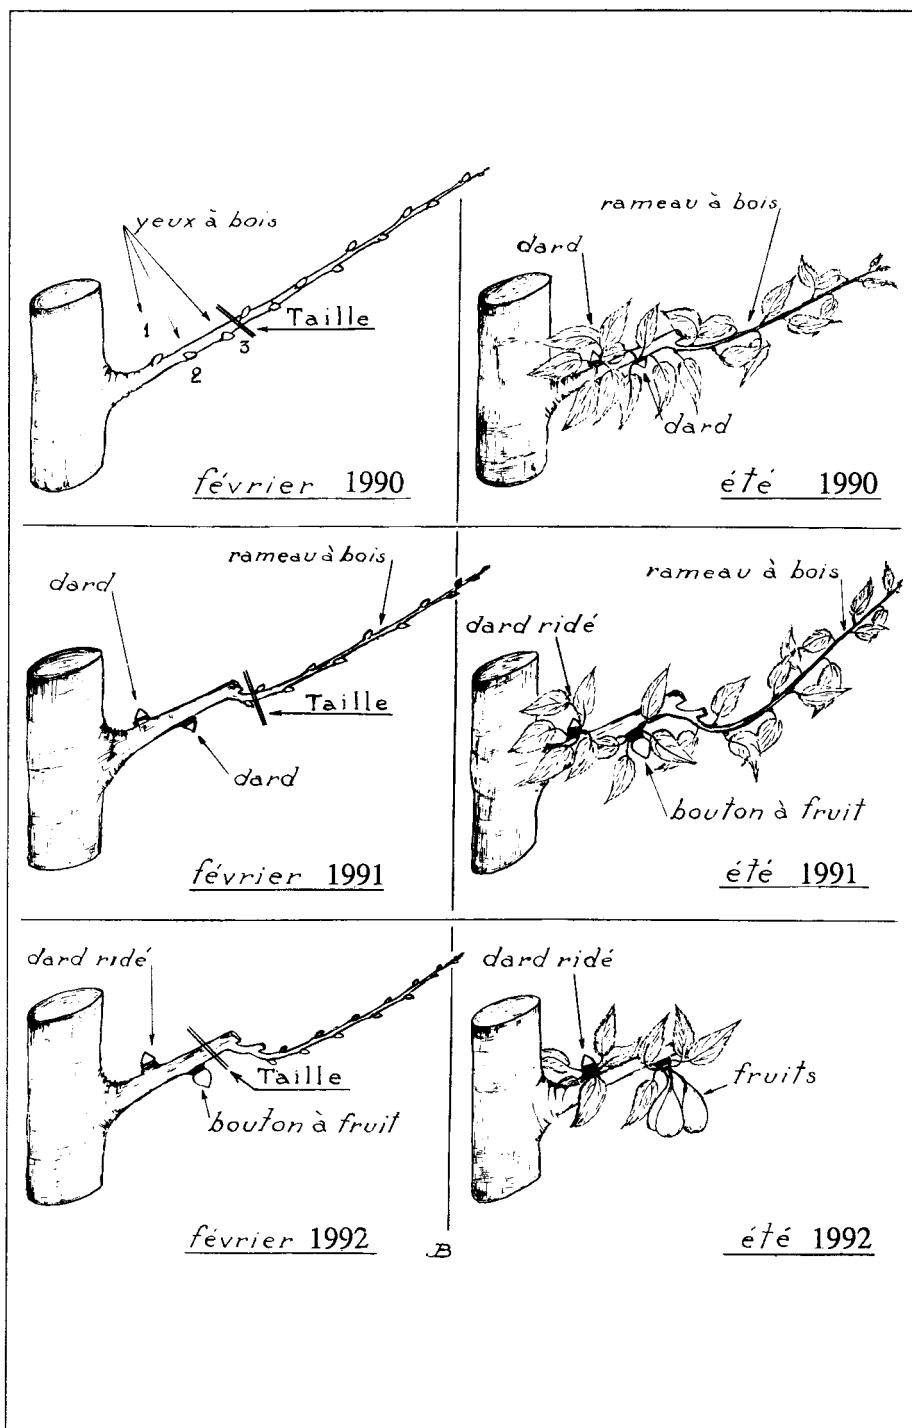 yeux à bois
1
2
3
Taille
février 1990
rameau à bois
dard
dard
été 1990
rameau à bois
dard
Taille
dard
février 1991
rameau à bois
dard ridé
bouton à fruit
été 1991
dard ridé
Taille
bouton à fruit
février 1992
dard ridé
fruits
été 1992
JB